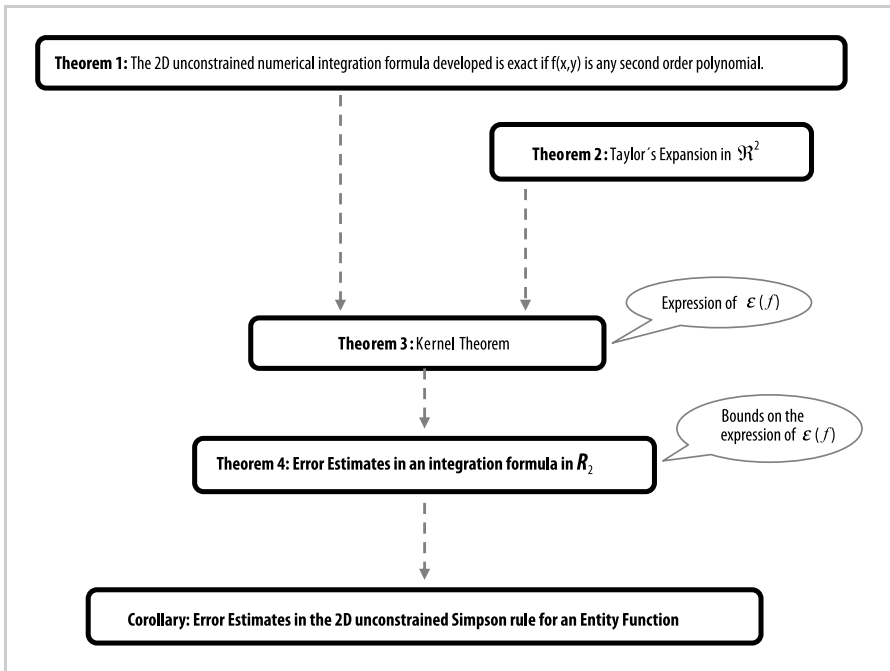 Theorem 1: The 2D unconstrained numerical integration formula developed is exact if f(x,y) is any second order polynomial.
Theorem 2: Taylor´s Expansion in ℜ²
Expression of ε(f)
Theorem 3: Kernel Theorem
Bounds on the
expression of ε(f)
Theorem 4: Error Estimates in an integration formula in R₂
Corollary: Error Estimates in the 2D unconstrained Simpson rule for an Entity Function